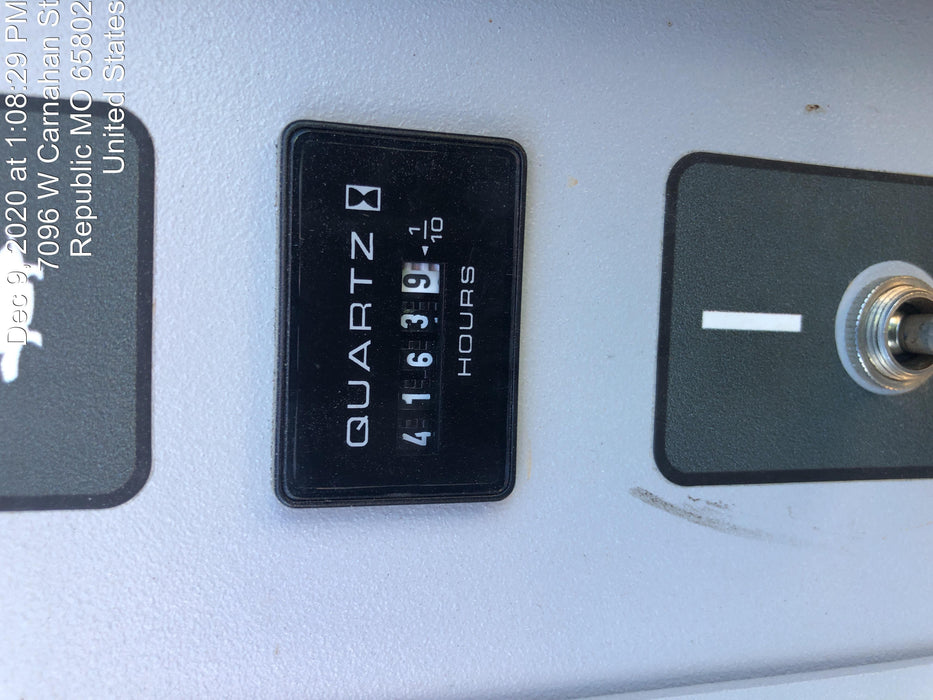 Dec 9, 2020 at 1:08:29 PM
7096 W Carnahan St
Republic MO 65802
United States
QUARTZ
41639 ◄ 1/10
HOURS